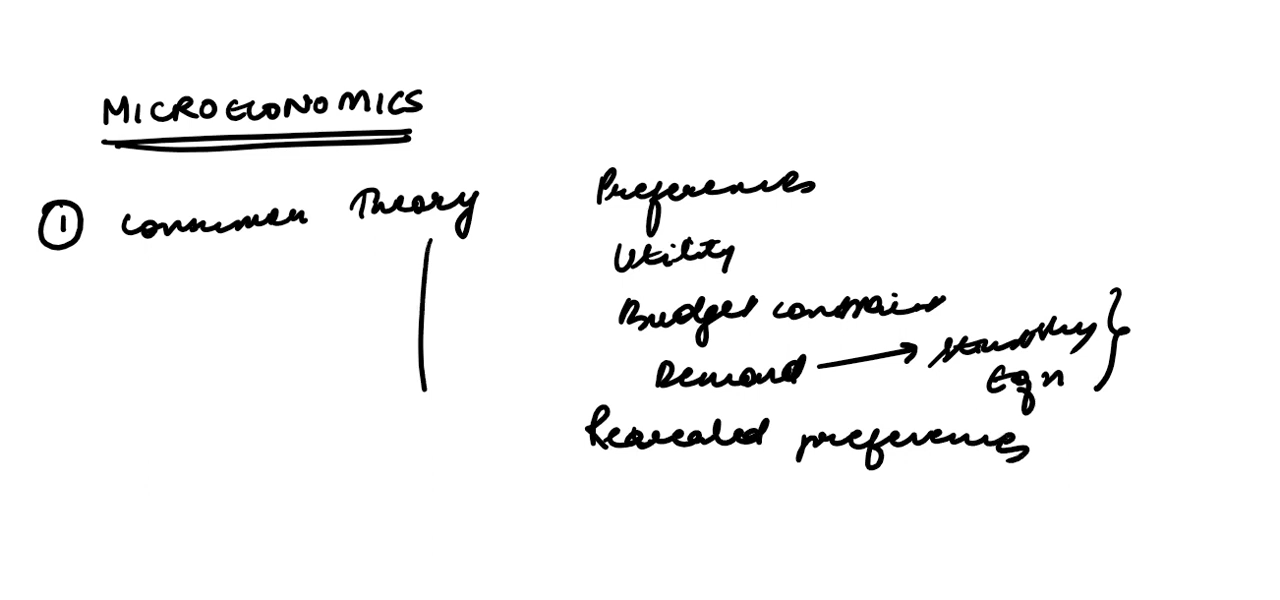 MICROECONOMICS
① Consumer Theory
Preferences
Utility
Budget constraint
Demand → Slutsky
Eqn
Revealed preferences